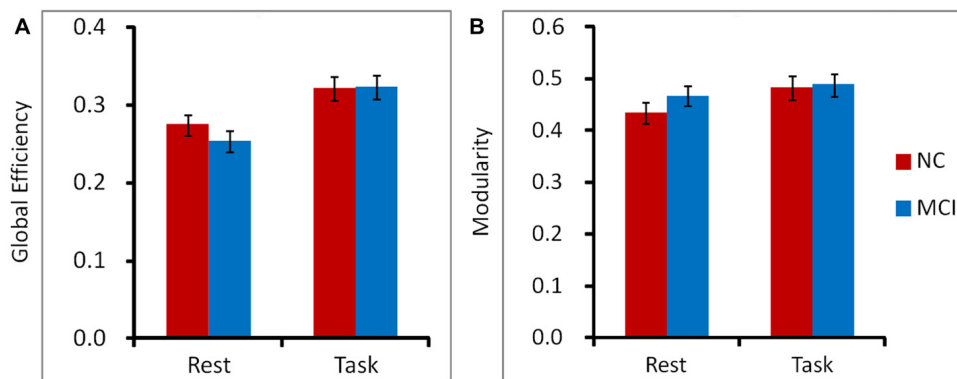 A
Global Efficiency
0.4
0.3
0.2
0.1
0.0
Rest
Task
B
Modularity
0.6
0.5
0.4
0.3
0.2
0.1
0.0
Rest
Task
NC
MCI